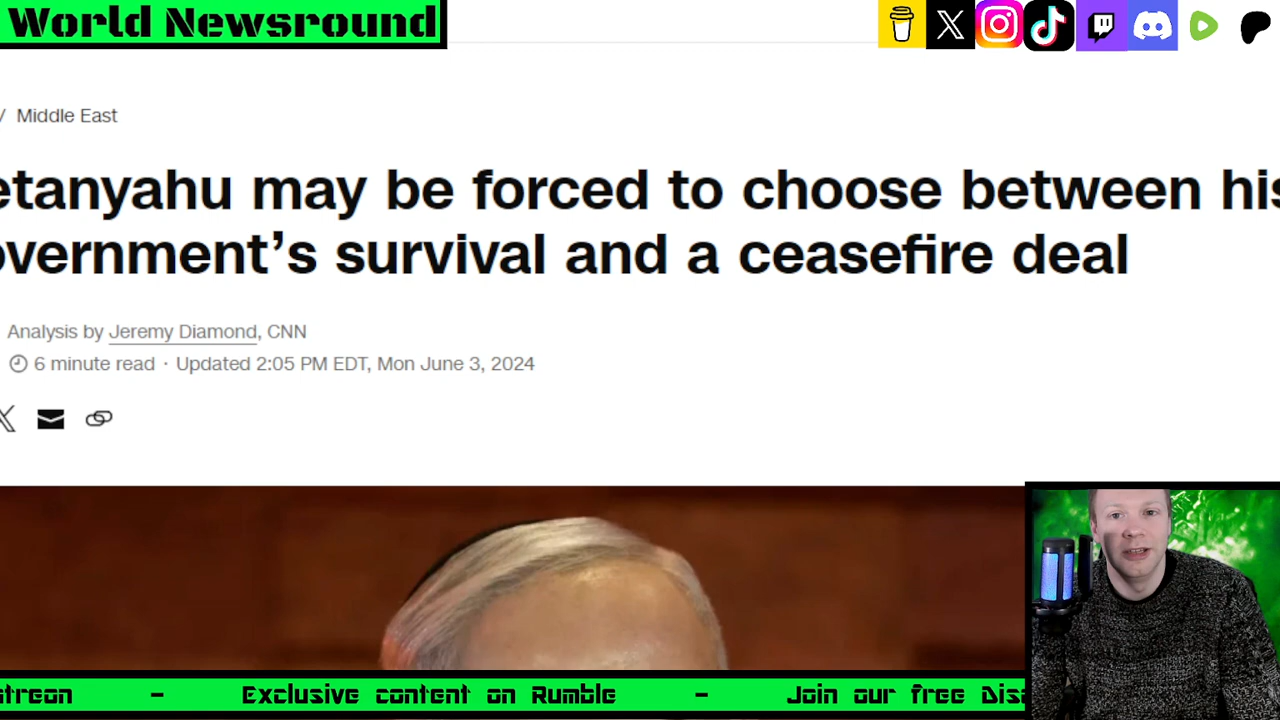 World Newsround
/ Middle East
etanyahu may be forced to choose between his
overnment's survival and a ceasefire deal
Analysis by Jeremy Diamond, CNN
6 minute read · Updated 2:05 PM EDT, Mon June 3, 2024
atreon - Exclusive content on Rumble - Join our free Disc